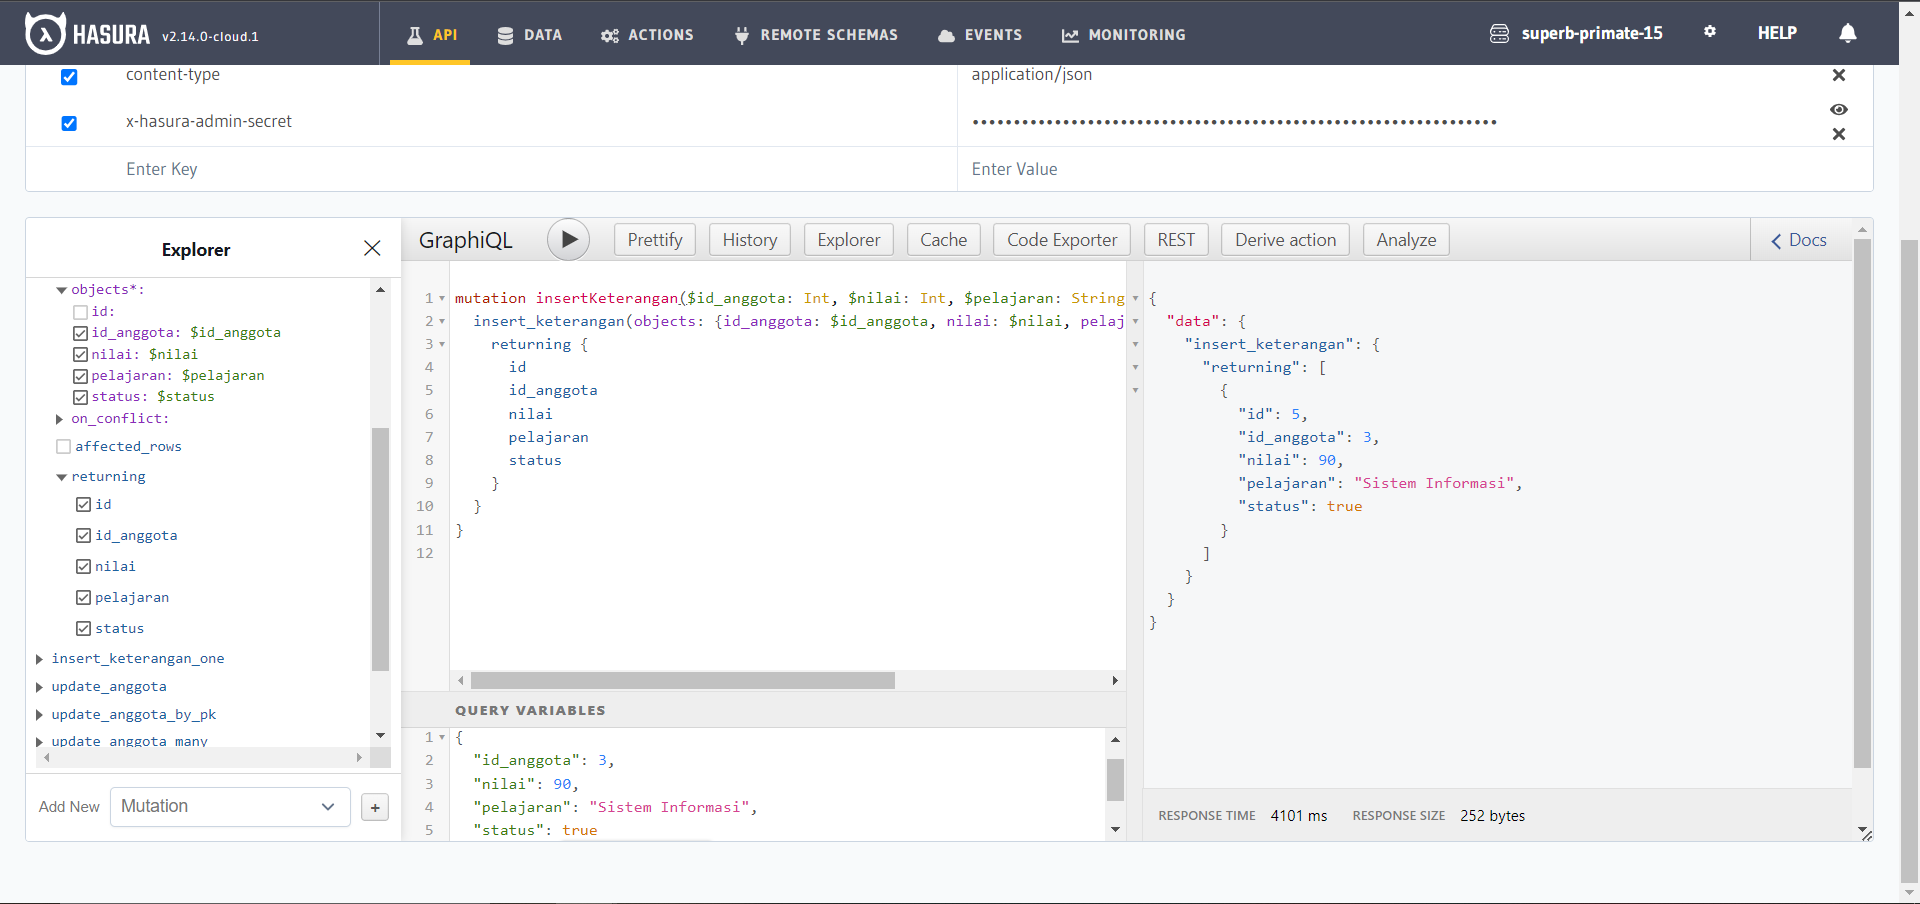 HASURA v2.14.0-cloud.1 API DATA ACTIONS REMOTE SCHEMAS EVENTS MONITORING superb-primate-15 HELP
content-type application/json
x-hasura-admin-secret ••••••••••••••••••••••••••••••••••••••••••••••••••••••••••••••••
Enter Key Enter Value
Explorer
objects*:
id:
id_anggota: $id_anggota
nilai: $nilai
pelajaran: $pelajaran
status: $status
on_conflict:
affected_rows
returning
id
id_anggota
nilai
pelajaran
status
insert_keterangan_one
update_anggota
update_anggota_by_pk
update_anggota_many
Add New Mutation +
GraphiQL Prettify History Explorer Cache Code Exporter REST Derive action Analyze Docs
1 mutation insertKeterangan($id_anggota: Int, $nilai: Int, $pelajaran: String
2 insert_keterangan(objects: {id_anggota: $id_anggota, nilai: $nilai, pelaj
3 returning {
4 id
5 id_anggota
6 nilai
7 pelajaran
8 status
9 }
10 }
11 }
12
QUERY VARIABLES
1 {
2 "id_anggota": 3,
3 "nilai": 90,
4 "pelajaran": "Sistem Informasi",
5 "status": true
{
"data": {
"insert_keterangan": {
"returning": [
{
"id": 5,
"id_anggota": 3,
"nilai": 90,
"pelajaran": "Sistem Informasi",
"status": true
}
]
}
}
}
RESPONSE TIME 4101 ms RESPONSE SIZE 252 bytes